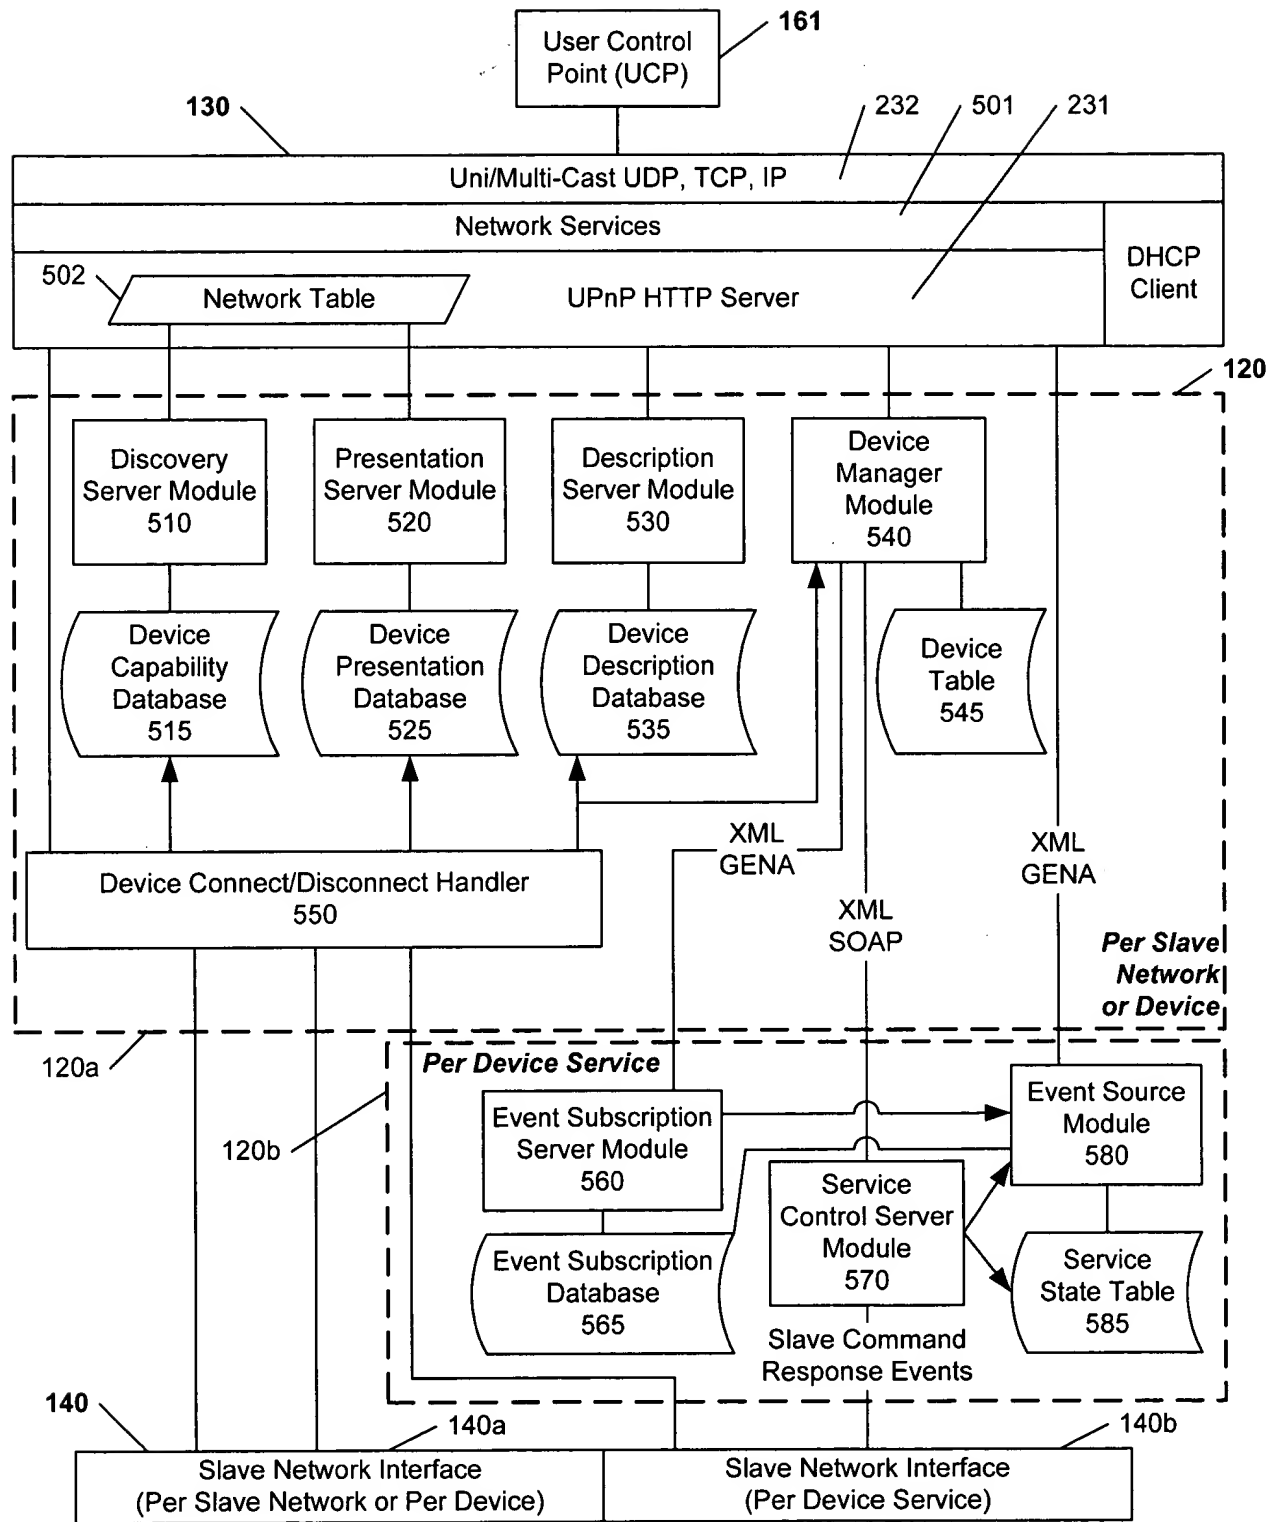 161
User Control
Point (UCP)
130
232
501
231
Uni/Multi-Cast UDP, TCP, IP
Network Services
DHCP
Client
502
Network Table
UPnP HTTP Server
120
Discovery
Server Module
510
Presentation
Server Module
520
Description
Server Module
530
Device
Manager
Module
540
Device
Capability
Database
515
Device
Presentation
Database
525
Device
Description
Database
535
Device
Table
545
XML
GENA
XML
GENA
Device Connect/Disconnect Handler
550
XML
SOAP
Per Slave
Network
or Device
120a
Per Device Service
120b
Event Subscription
Server Module
560
Event Source
Module
580
Service
Control Server
Module
570
Event Subscription
Database
565
Service
State Table
585
Slave Command
Response Events
140
140a
140b
Slave Network Interface
(Per Slave Network or Per Device)
Slave Network Interface
(Per Device Service)